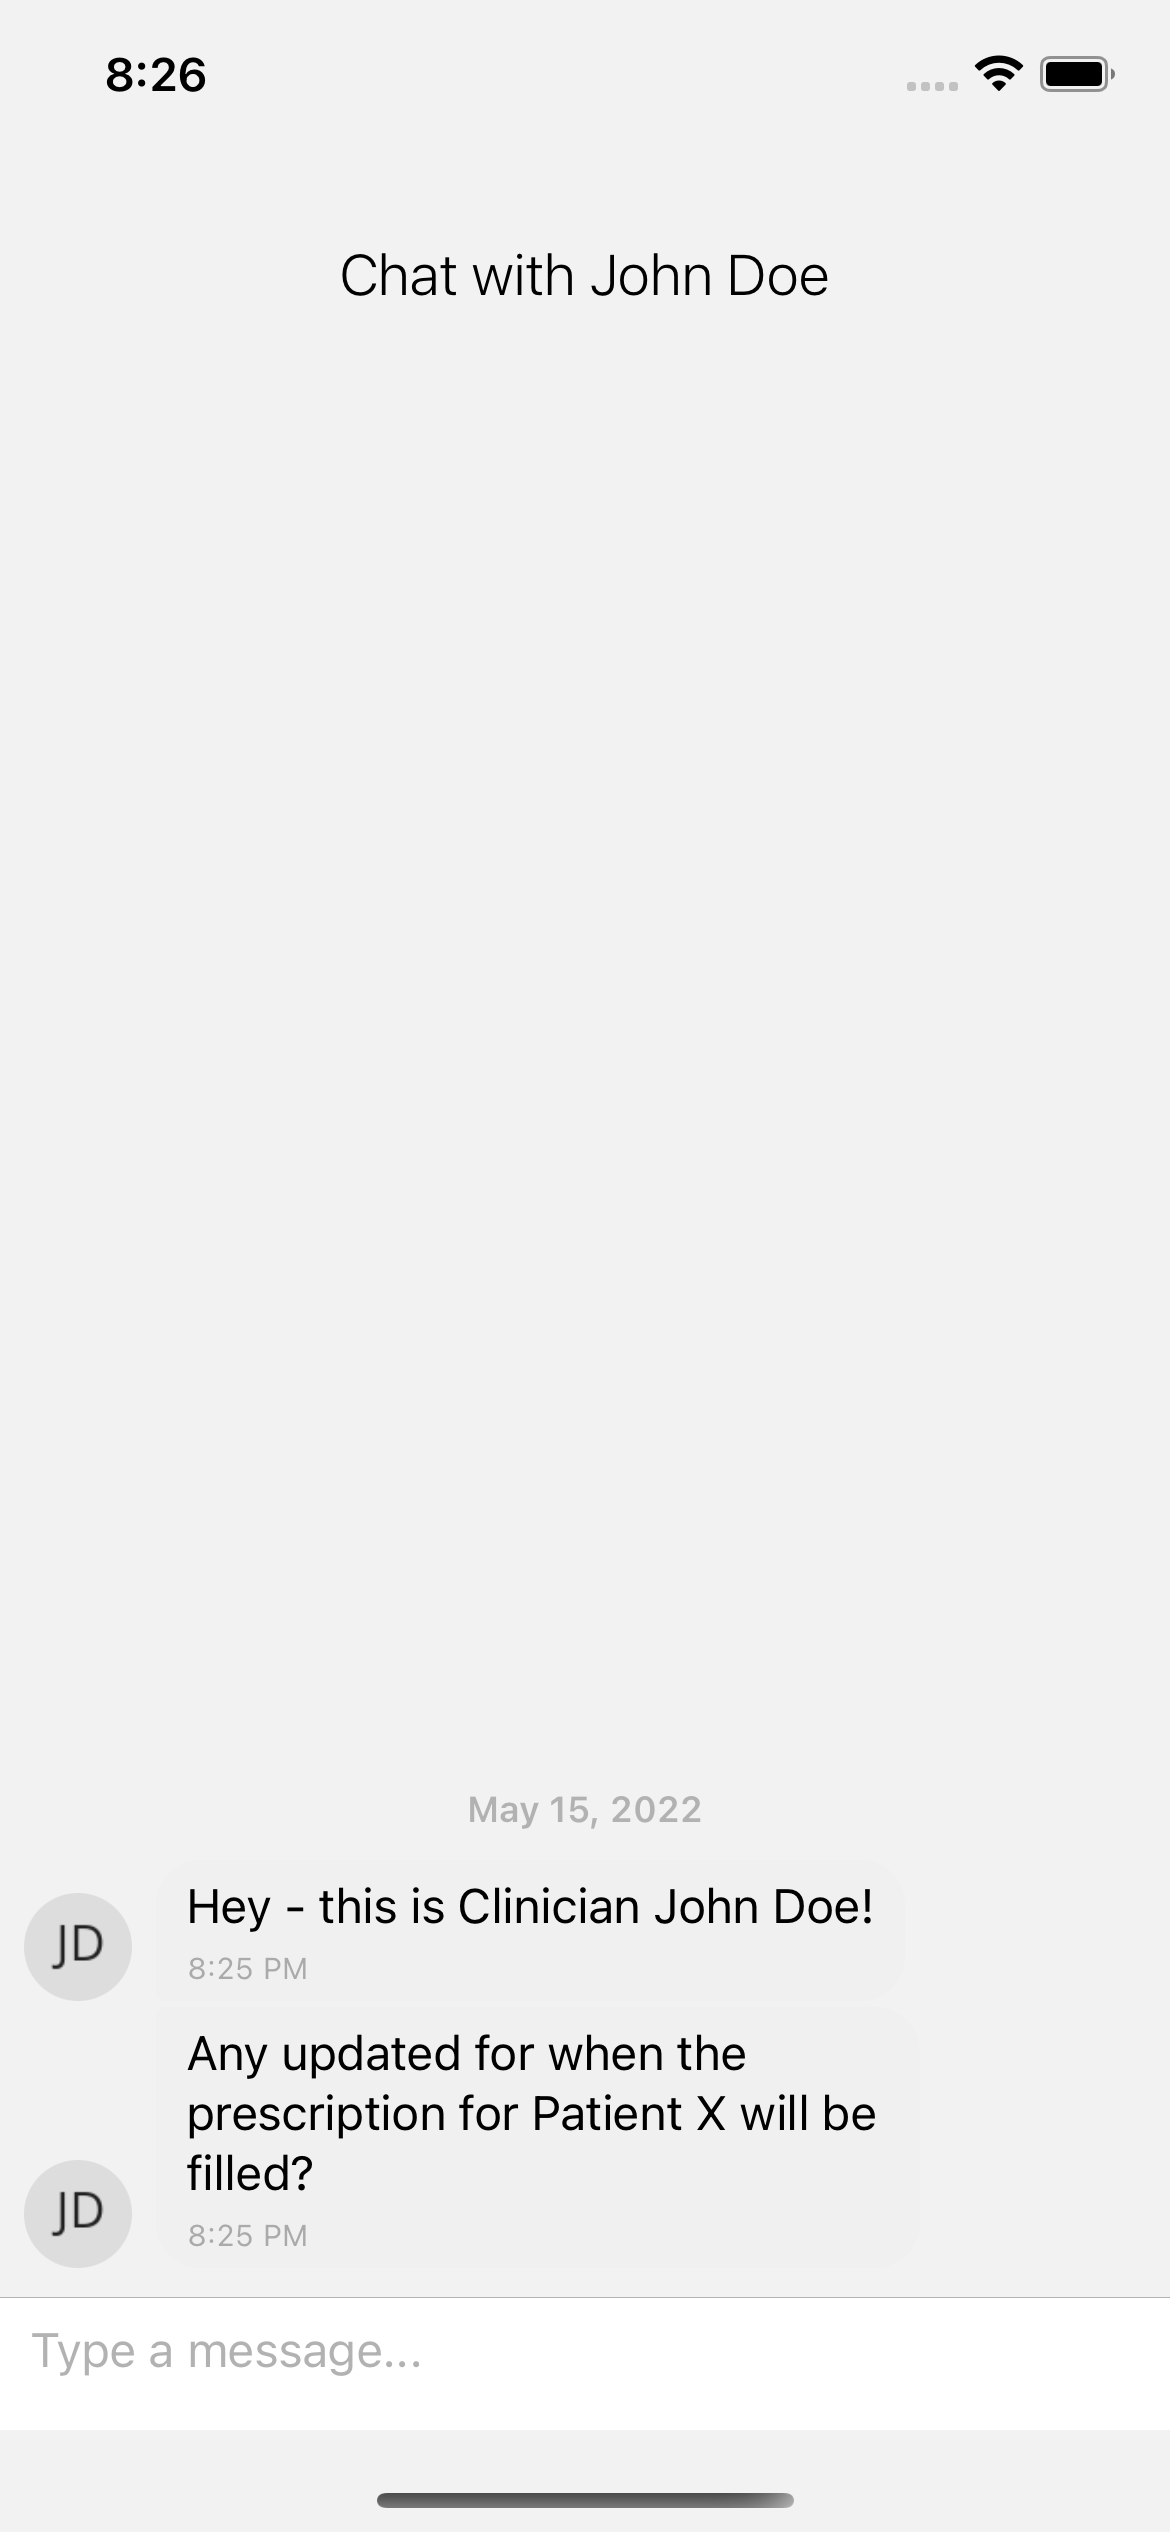 8:26
Chat with John Doe
May 15, 2022
Hey - this is Clinician John Doe!
JD
8:25 PM
Any updated for when the
prescription for Patient X will be
filled?
JD
8:25 PM
Type a message...